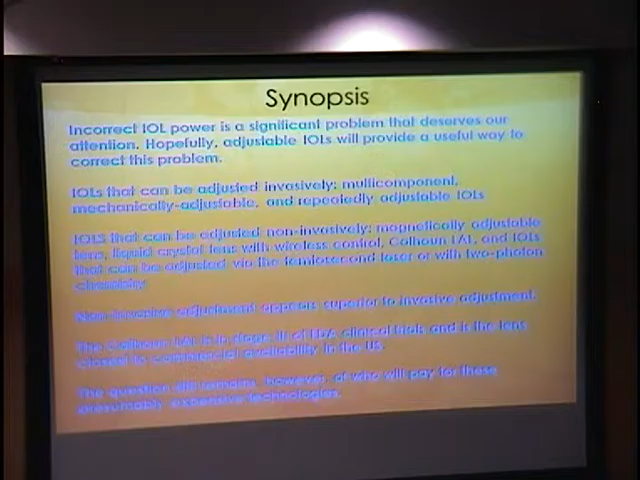 Synopsis
Incorrect IOL power is a significant problem that deserves our
attention. Hopefully, adjustable IOLs will provide a useful way to
correct this problem.
IOLs that can be adjusted invasively: multicomponent,
mechanically-adjustable, and repeatedly adjustable IOLs
IOLS that can be adjusted non-invasively: magnetically adjustable
lens, liquid crystal lens with wireless control, Calhoun LAL, and IOLs
that can be adjusted via the femtosecond laser or with two-photon
chemistry
Non-invasive adjustment appears superior to invasive adjustment.
The Calhoun LAL is in stage III of FDA clinical trials and is the lens
closest to commercial availability in the US.
The question still remains, however, of who will pay for these
presumably expensive technologies.